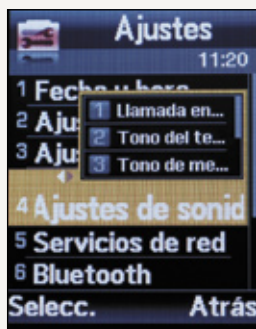 Ajustes
11:20
1 Fecha y hora
2 Aju
1 Llamada en...
2 Tono del te...
3 Aju
3 Tono de me...
4 Ajustes de sonid
5 Servicios de red
6 Bluetooth
Selecc. Atrás